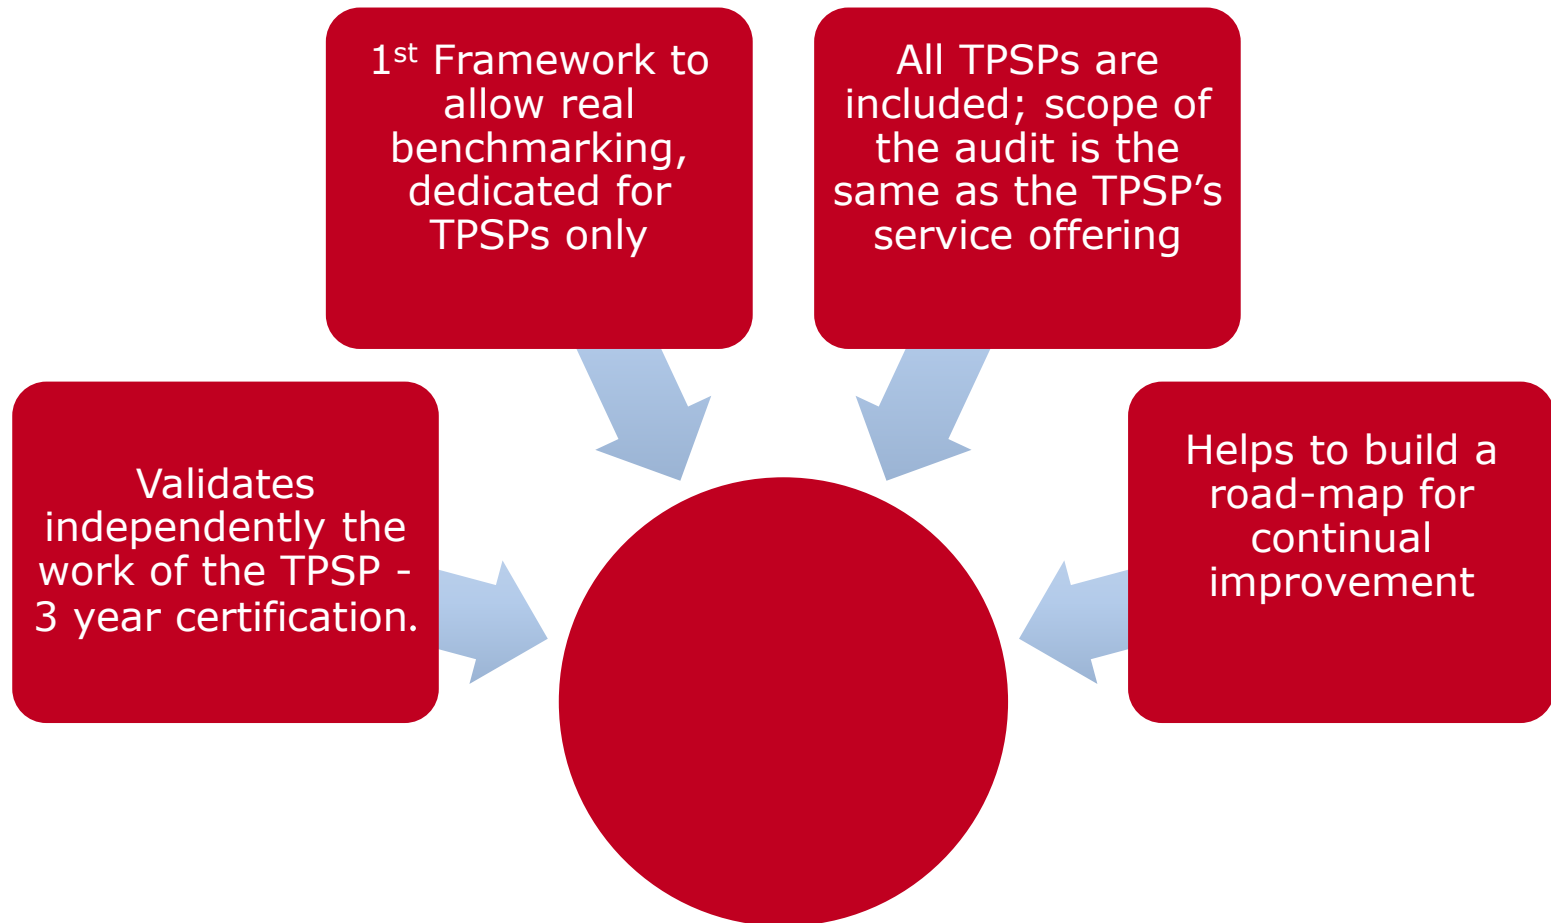 1st Framework to
allow real
benchmarking,
dedicated for
TPSPs only
All TPSPs are
included; scope of
the audit is the
same as the TPSP’s
service offering
Validates
independently the
work of the TPSP -
3 year certification.
Helps to build a
road-map for
continual
improvement